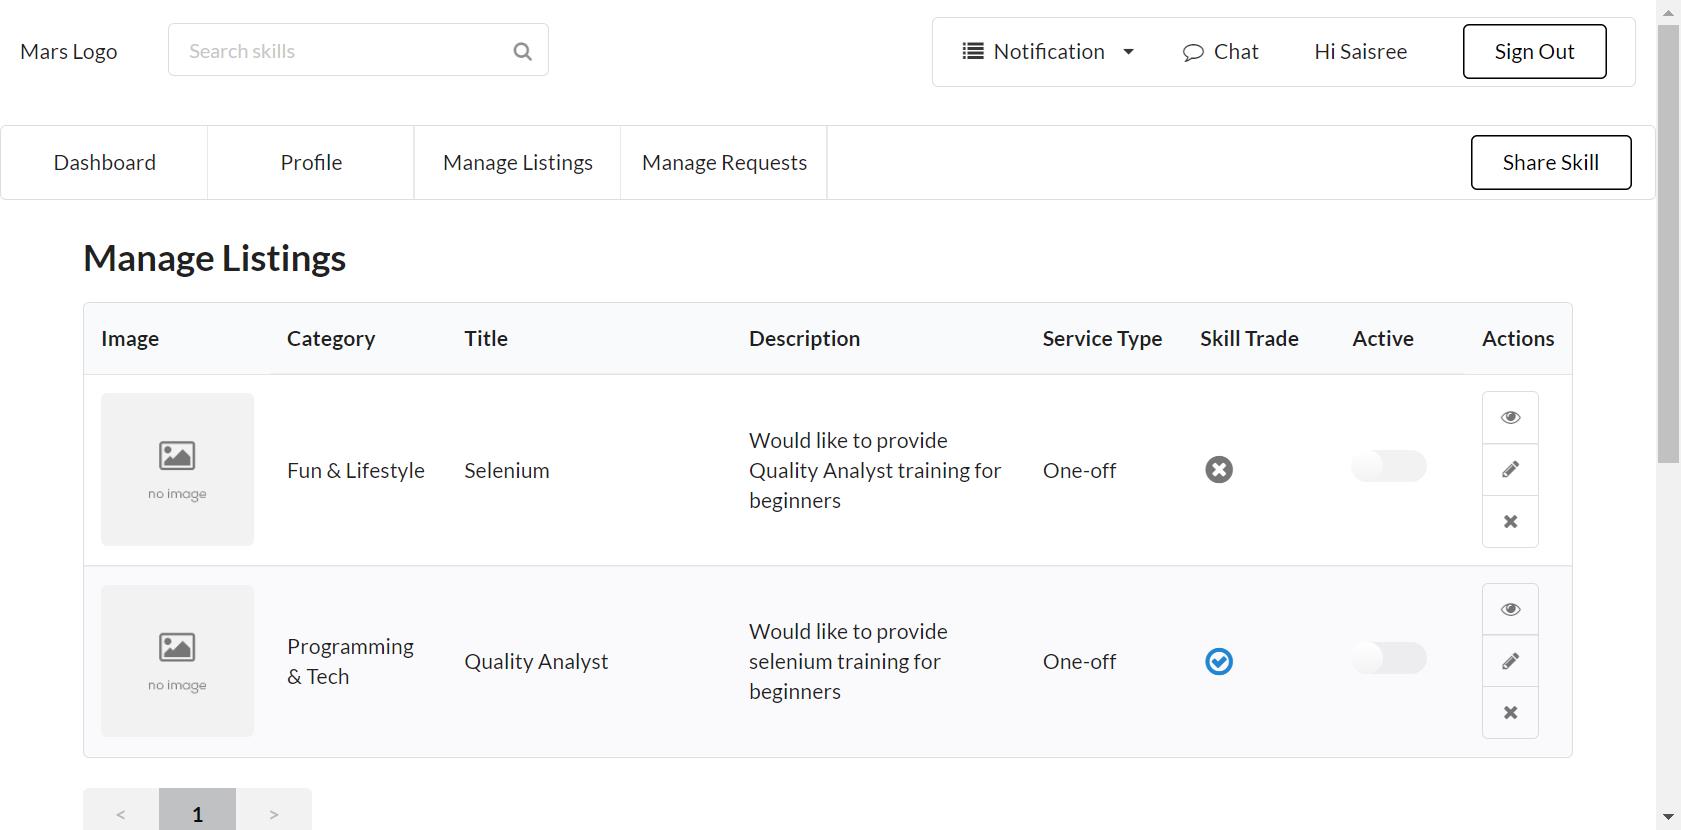 Mars Logo
Search skills
Notification
Chat
Hi Saisree
Sign Out
Dashboard
Profile
Manage Listings
Manage Requests
Share Skill
Manage Listings
Image Category Title Description Service Type Skill Trade Active Actions
no image
Fun & Lifestyle
Selenium
Would like to provide
Quality Analyst training for
beginners
One-off
no image
Programming
& Tech
Quality Analyst
Would like to provide
selenium training for
beginners
One-off
< 1 >